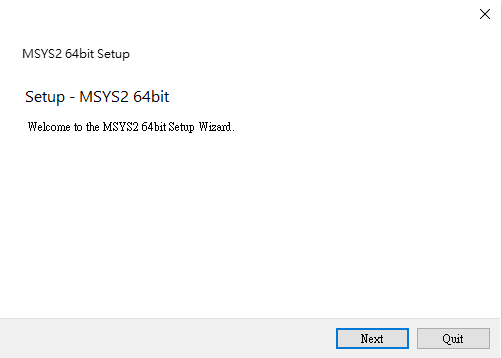 MSYS2 64bit Setup
Setup - MSYS2 64bit
Welcome to the MSYS2 64bit Setup Wizard.
Next
Quit